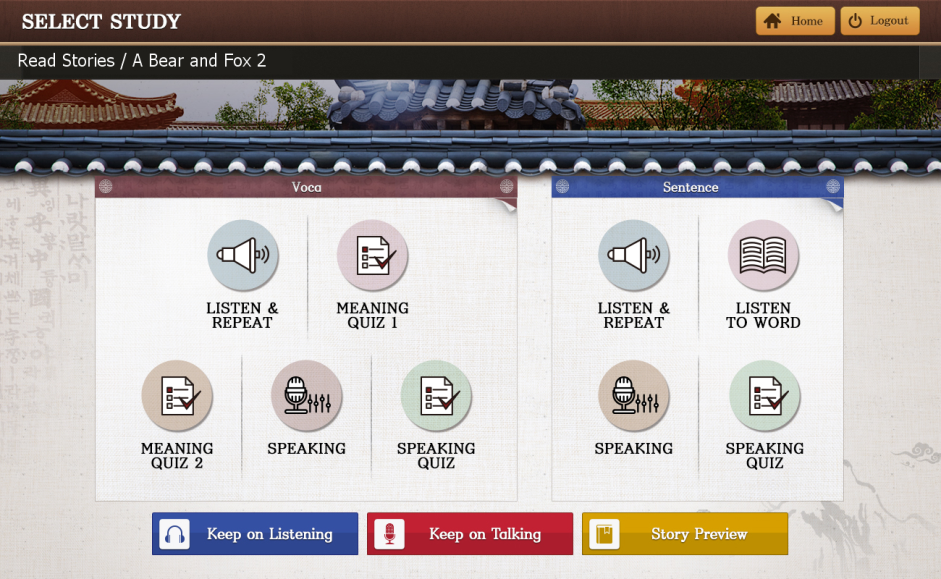 SELECT STUDY
Home
Logout
Read Stories / A Bear and Fox 2
Voca
Sentence
LISTEN &
REPEAT
MEANING
QUIZ 1
LISTEN &
REPEAT
LISTEN
TO WORD
MEANING
QUIZ 2
SPEAKING
SPEAKING
QUIZ
SPEAKING
SPEAKING
QUIZ
Keep on Listening
Keep on Talking
Story Preview